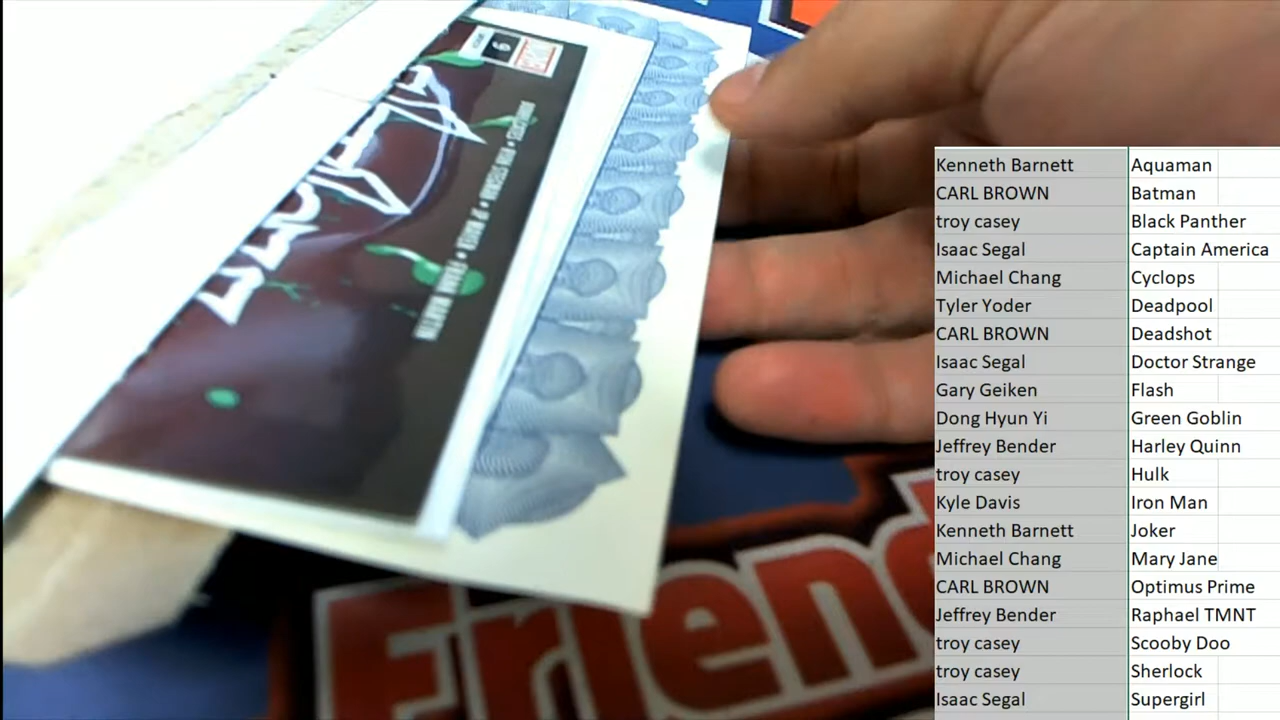 6
FRANK MARTIN
Friend
Kenneth Barnett Aquaman
CARL BROWN Batman
troy casey Black Panther
Isaac Segal Captain America
Michael Chang Cyclops
Tyler Yoder Deadpool
CARL BROWN Deadshot
Isaac Segal Doctor Strange
Gary Geiken Flash
Dong Hyun Yi Green Goblin
Jeffrey Bender Harley Quinn
troy casey Hulk
Kyle Davis Iron Man
Kenneth Barnett Joker
Michael Chang Mary Jane
CARL BROWN Optimus Prime
Jeffrey Bender Raphael TMNT
troy casey Scooby Doo
troy casey Sherlock
Isaac Segal Supergirl